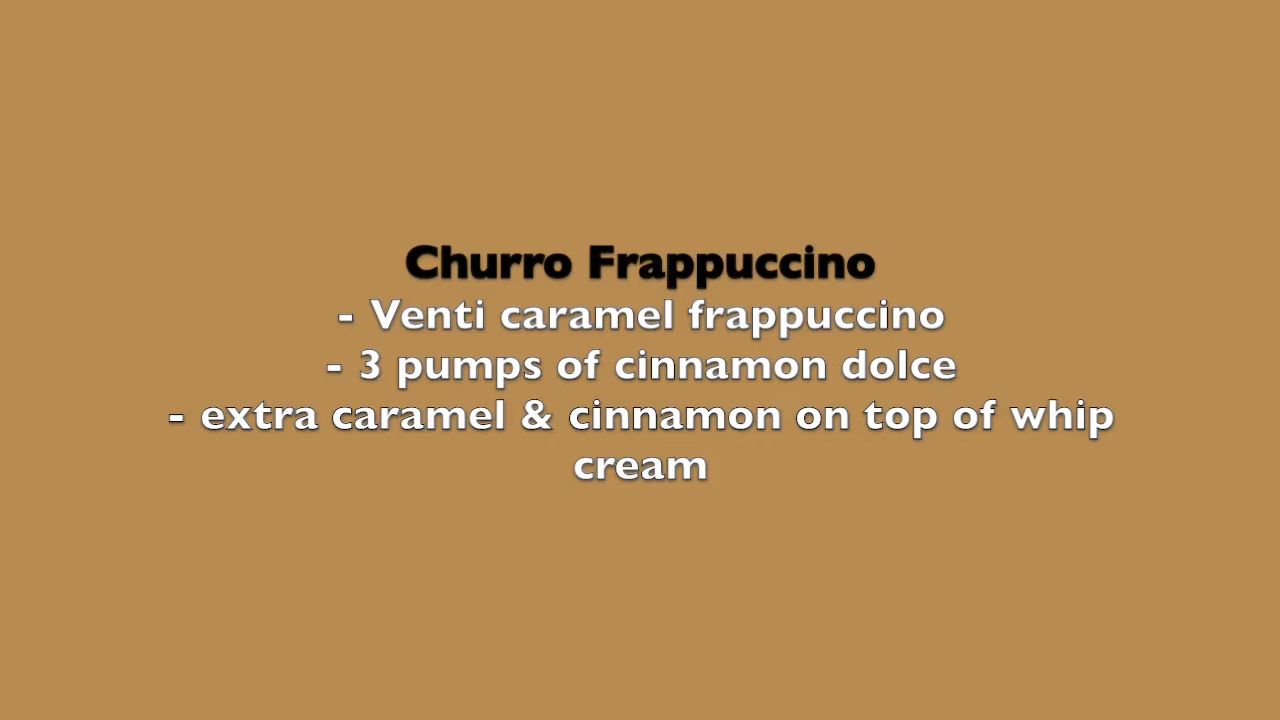 Churro Frappuccino
- Venti caramel frappuccino
- 3 pumps of cinnamon dolce
- extra caramel & cinnamon on top of whip
cream